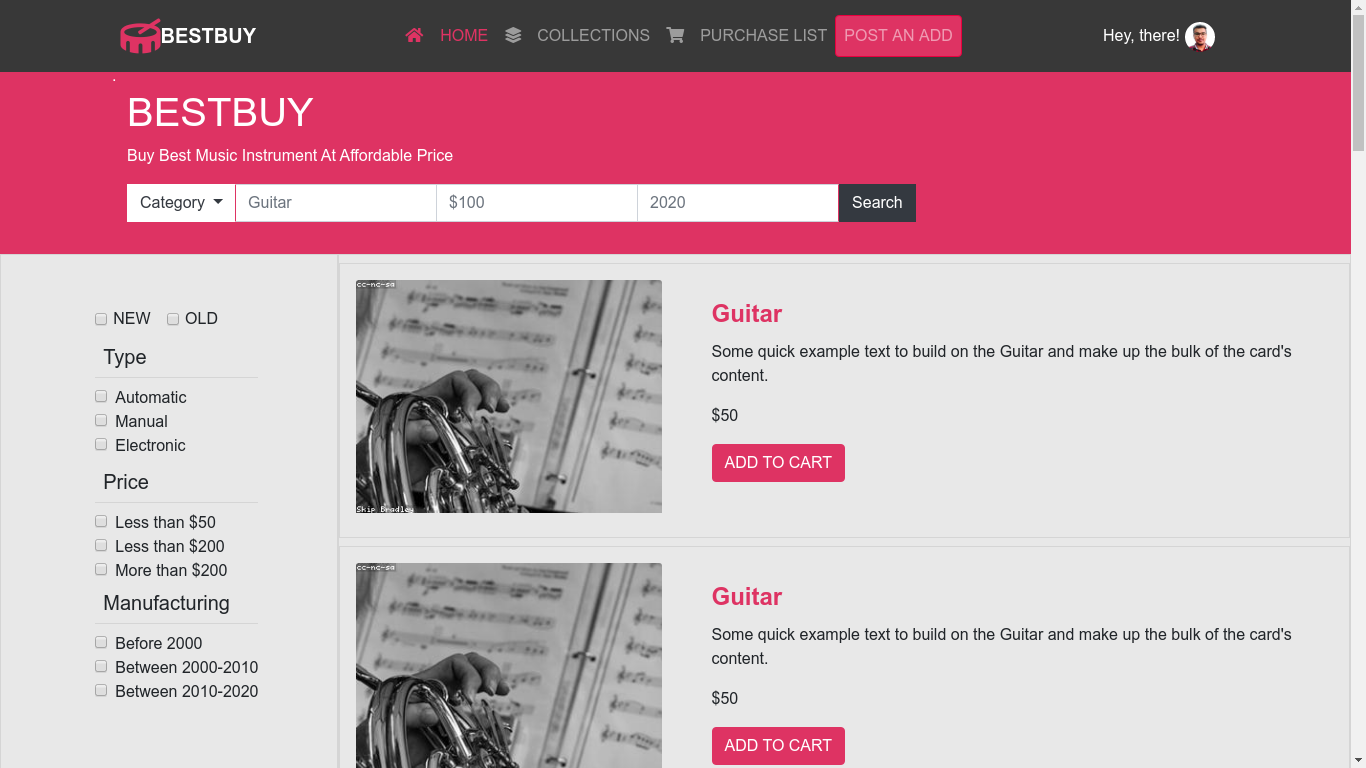 BESTBUY
HOME
COLLECTIONS
PURCHASE LIST
POST AN ADD
Hey, there!
.
BESTBUY
Buy Best Music Instrument At Affordable Price
Category
Guitar
$100
2020
Search
NEW
OLD
Type
Automatic
Manual
Electronic
Price
Less than $50
Less than $200
More than $200
Manufacturing
Before 2000
Between 2000-2010
Between 2010-2020
cc-nc-sa
Skip Bradley
Guitar
Some quick example text to build on the Guitar and make up the bulk of the card's
content.
$50
ADD TO CART
cc-nc-sa
Guitar
Some quick example text to build on the Guitar and make up the bulk of the card's
content.
$50
ADD TO CART